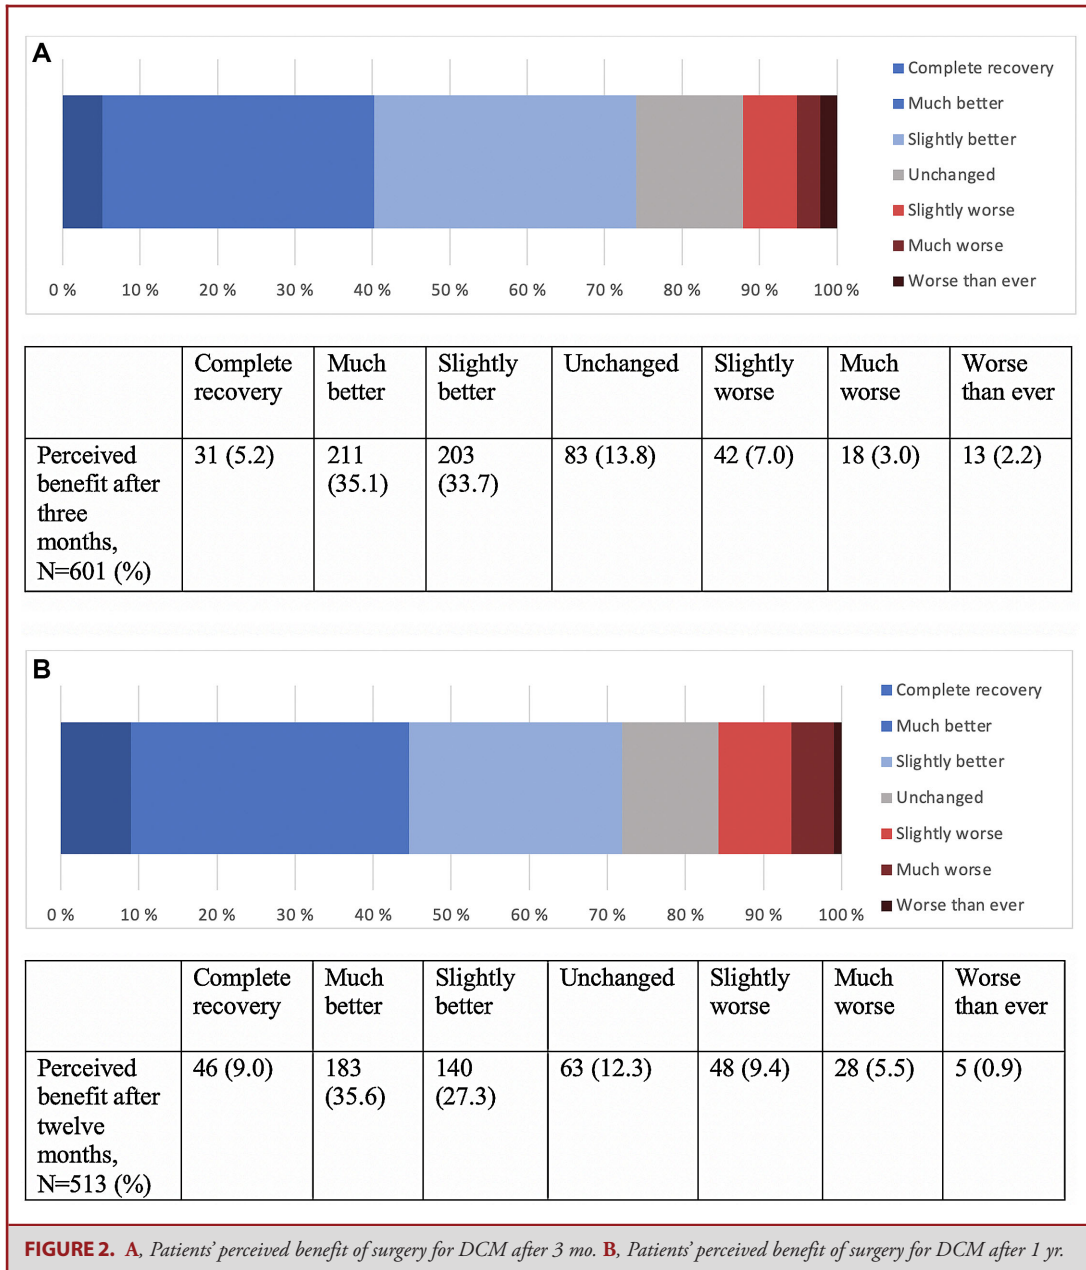 A
Complete recovery
Much better
Slightly better
Unchanged
Slightly worse
Much worse
Worse than ever
0 % 10 % 20 % 30 % 40 % 50 % 60 % 70 % 80 % 90 % 100 %
Complete recovery Much better Slightly better Unchanged Slightly worse Much worse Worse than ever
Perceived benefit after three months, N=601 (%) 31 (5.2) 211 (35.1) 203 (33.7) 83 (13.8) 42 (7.0) 18 (3.0) 13 (2.2)
B
Complete recovery
Much better
Slightly better
Unchanged
Slightly worse
Much worse
Worse than ever
0 % 10 % 20 % 30 % 40 % 50 % 60 % 70 % 80 % 90 % 100 %
Complete recovery Much better Slightly better Unchanged Slightly worse Much worse Worse than ever
Perceived benefit after twelve months, N=513 (%) 46 (9.0) 183 (35.6) 140 (27.3) 63 (12.3) 48 (9.4) 28 (5.5) 5 (0.9)
FIGURE 2. A, Patients' perceived benefit of surgery for DCM after 3 mo. B, Patients' perceived benefit of surgery for DCM after 1 yr.